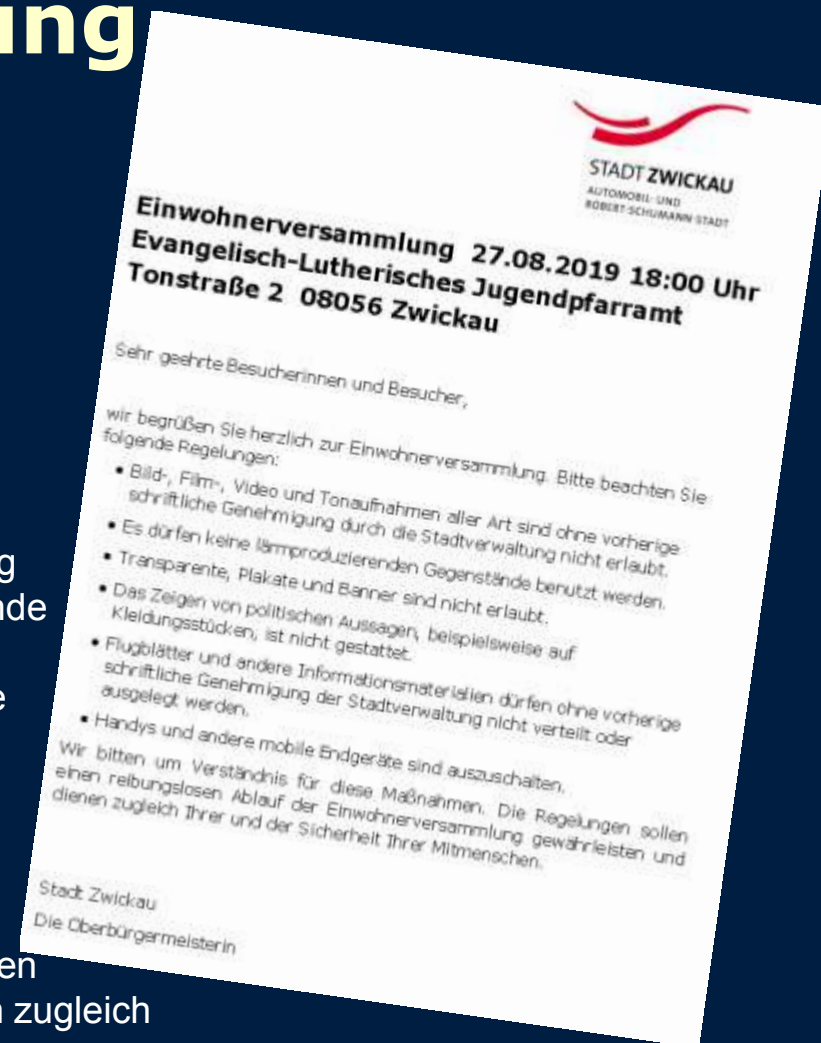 ung
STADT ZWICKAU
AUTOMOBIL- UND
ROBERT-SCHUMANN-STADT
Einwohnerversammlung 27.08.2019 18:00 Uhr
Evangelisch-Lutherisches Jugendpfarramt
Tonstraße 2 08056 Zwickau
Sehr geehrte Besucherinnen und Besucher,
wir begrüßen Sie herzlich zur Einwohnerversammlung. Bitte beachten Sie
folgende Regelungen:
• Bild-, Film-, Video und Tonaufnahmen aller Art sind ohne vorherige
schriftliche Genehmigung durch die Stadtverwaltung nicht erlaubt.
• Es dürfen keine lärmproduzierenden Gegenstände benutzt werden.
• Transparente, Plakate und Banner sind nicht erlaubt.
• Das Zeigen von politischen Aussagen, beispielsweise auf
Kleidungsstücken, ist nicht gestattet.
• Flugblätter und andere Informationsmaterialien dürfen ohne vorherige
schriftliche Genehmigung der Stadtverwaltung nicht verteilt oder
ausgelegt werden.
• Handys und andere mobile Endgeräte sind auszuschalten.
Wir bitten um Verständnis für diese Maßnahmen. Die Regelungen sollen
einen reibungslosen Ablauf der Einwohnerversammlung gewährleisten und
dienen zugleich Ihrer und der Sicherheit Ihrer Mitmenschen.
Stadt Zwickau
Die Oberbürgermeisterin
g
nde
e
en
n zugleich